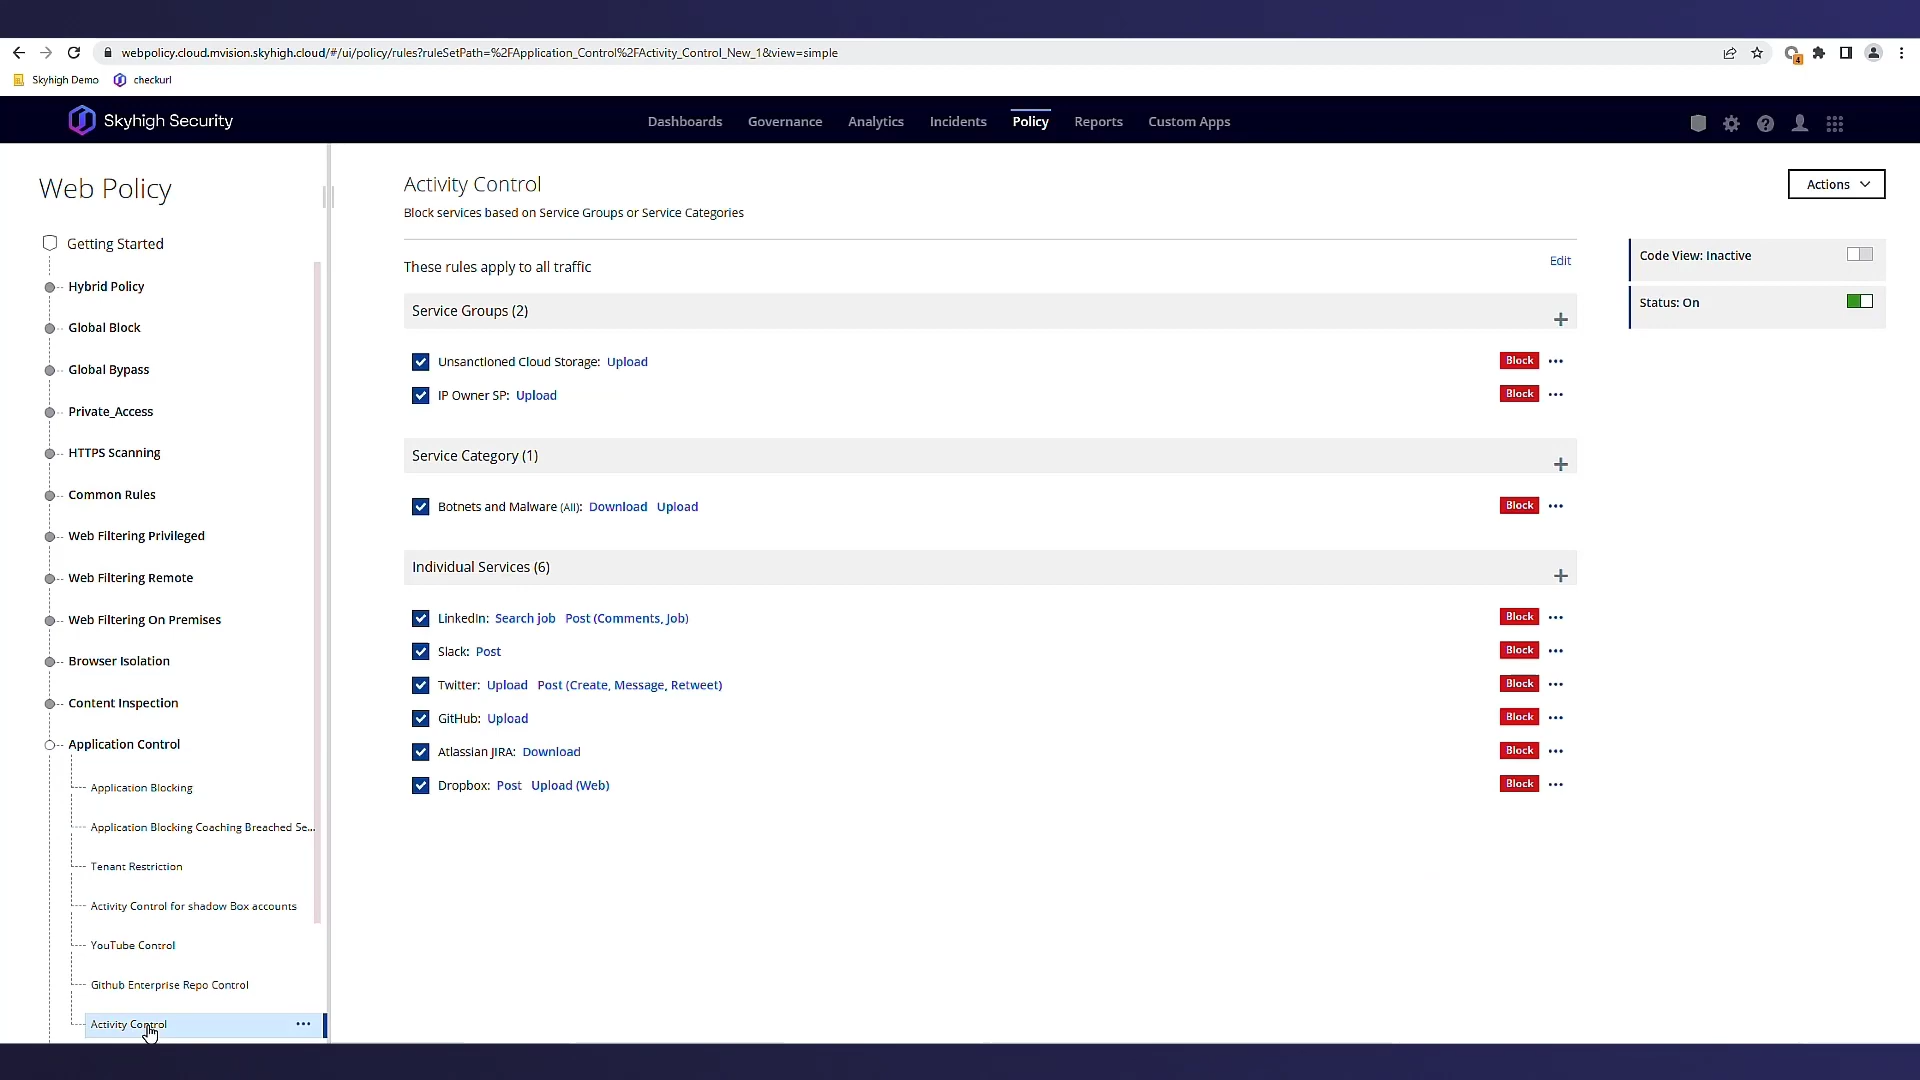 webpolicy.cloud.mvision.skyhigh.cloud/#/ui/policy/rules?ruleSetPath=%2FApplication_Control%2FActivity_Control_New_1&view=simple
4
Skyhigh Demo
checkurl
Skyhigh Security
Dashboards
Governance
Analytics
Incidents
Policy
Reports
Custom Apps
Web Policy
Getting Started
Hybrid Policy
Global Block
Global Bypass
Private_Access
HTTPS Scanning
Common Rules
Web Filtering Privileged
Web Filtering Remote
Web Filtering On Premises
Browser Isolation
Content Inspection
Application Control
Application Blocking
Application Blocking Coaching Breached Se...
Tenant Restriction
Activity Control for shadow Box accounts
YouTube Control
Github Enterprise Repo Control
Activity Control
Activity Control
Block services based on Service Groups or Service Categories
Actions
These rules apply to all traffic
Edit
Service Groups (2)
Unsanctioned Cloud Storage: Upload Block
IP Owner SP: Upload Block
Service Category (1)
Botnets and Malware (All): Download Upload Block
Individual Services (6)
LinkedIn: Search job Post (Comments, Job) Block
Slack: Post Block
Twitter: Upload Post (Create, Message, Retweet) Block
GitHub: Upload Block
Atlassian JIRA: Download Block
Dropbox: Post Upload (Web) Block
Code View: Inactive
Status: On